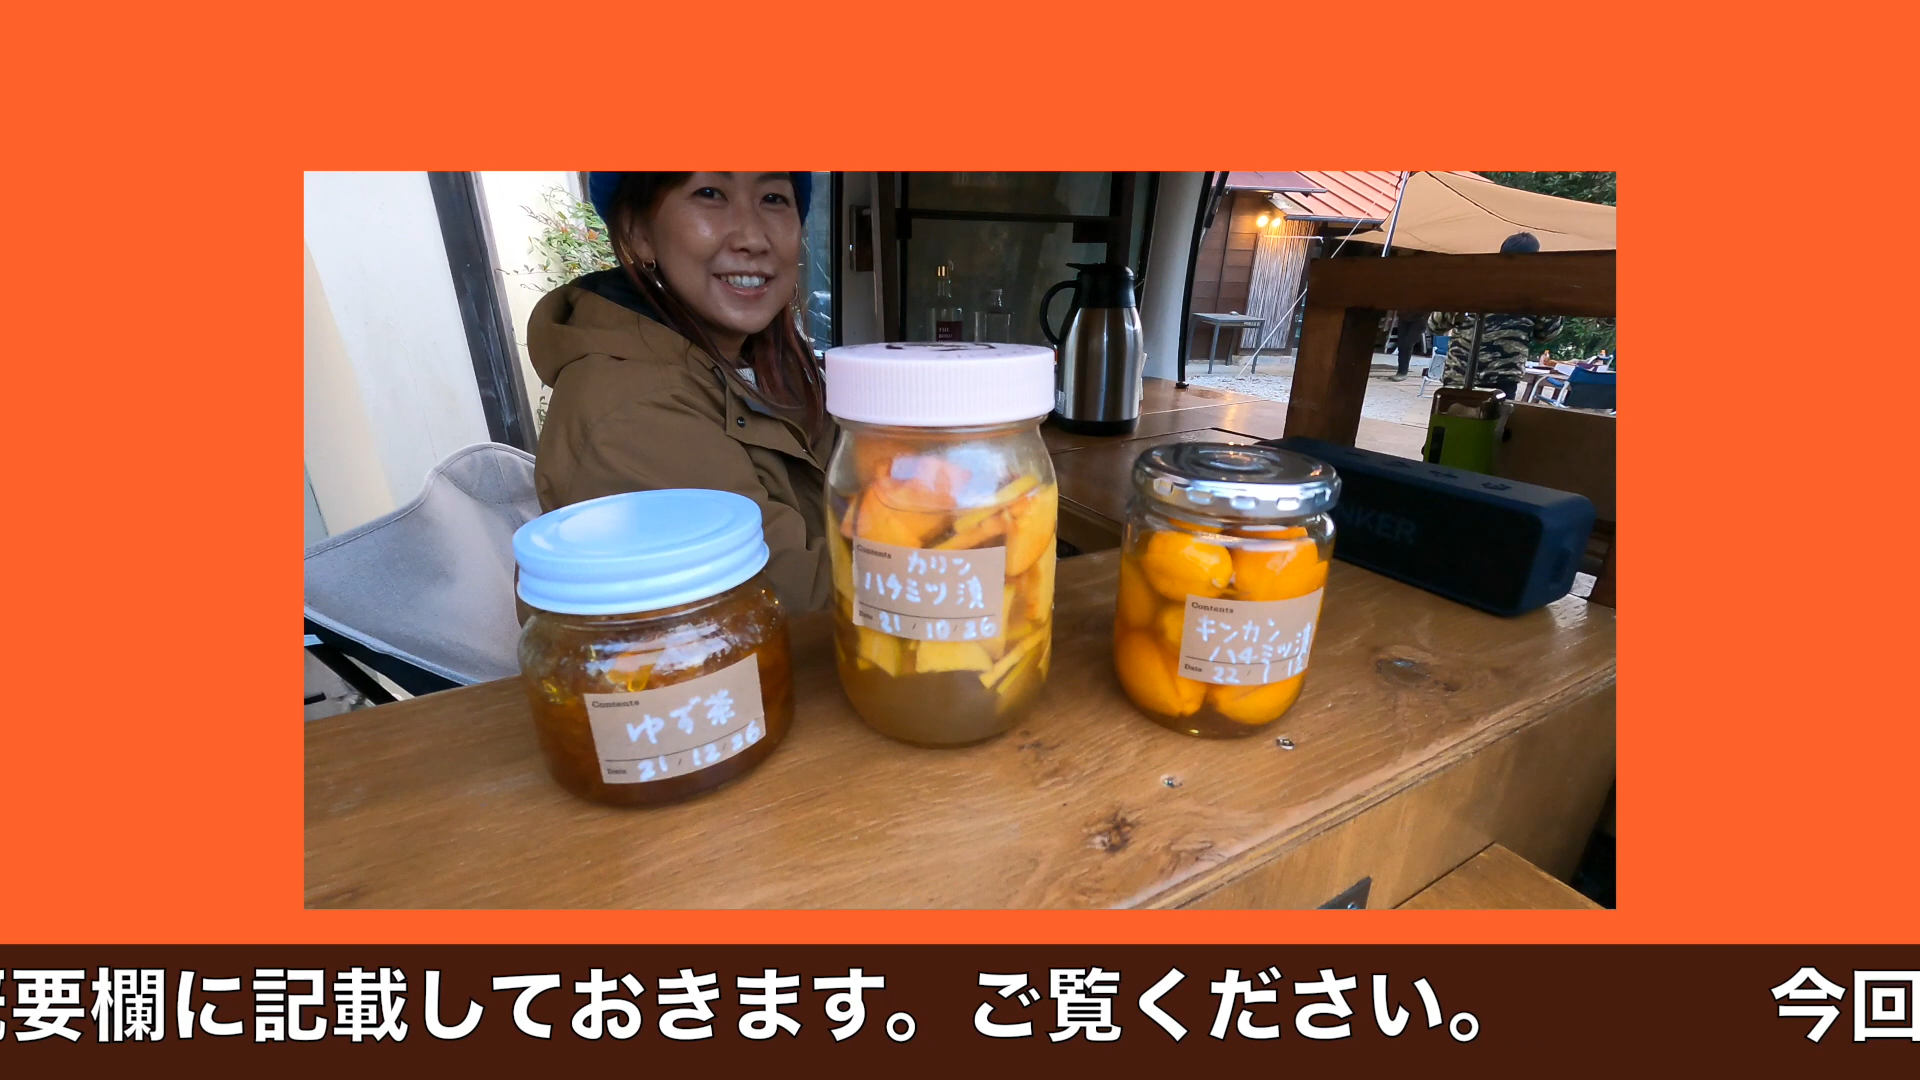 Contents
カリン
ハチミツ漬
Date 21/10/26
Contents
キンカン
ハチミツ漬
Date 22/1/12
Contents
ゆず茶
Date 21/12/26
要欄に記載しておきます。ご覧ください。 今回